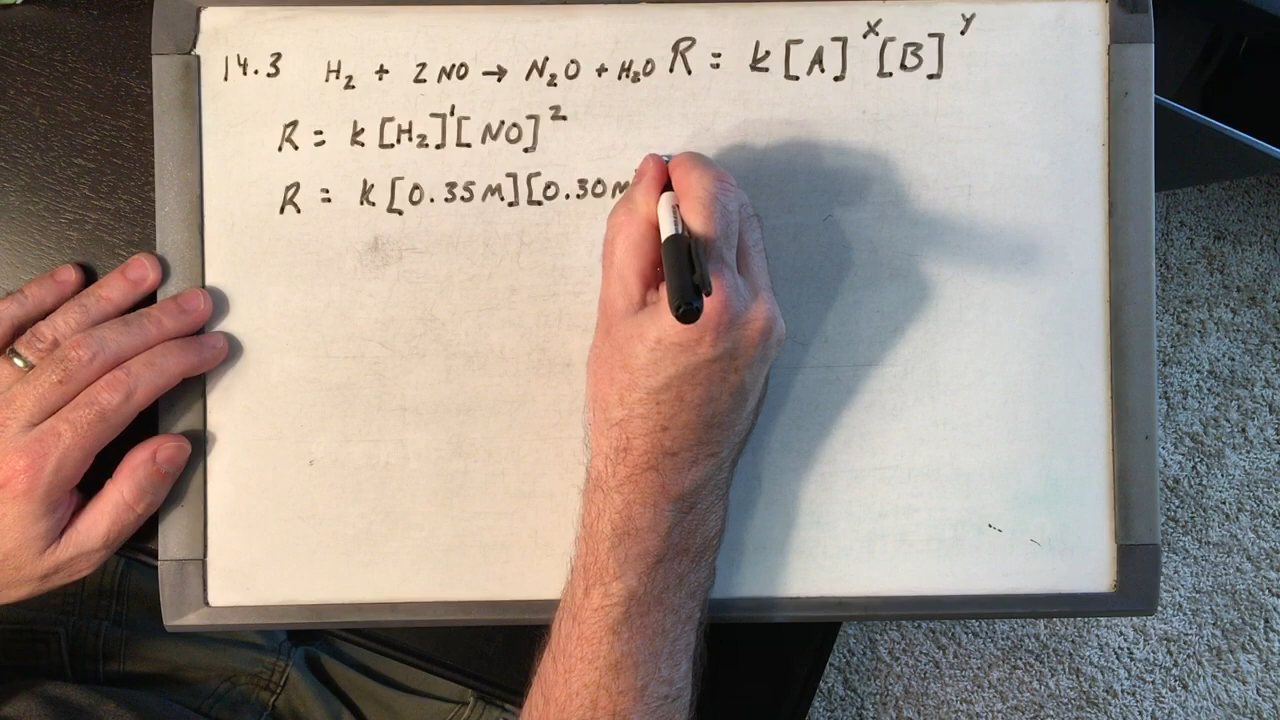 14.3 H₂ + 2NO → N₂O + H₂O R = k[A]ˣ[B]ʸ
R = k[H₂]¹[NO]²
R = k[0.35M][0.30M